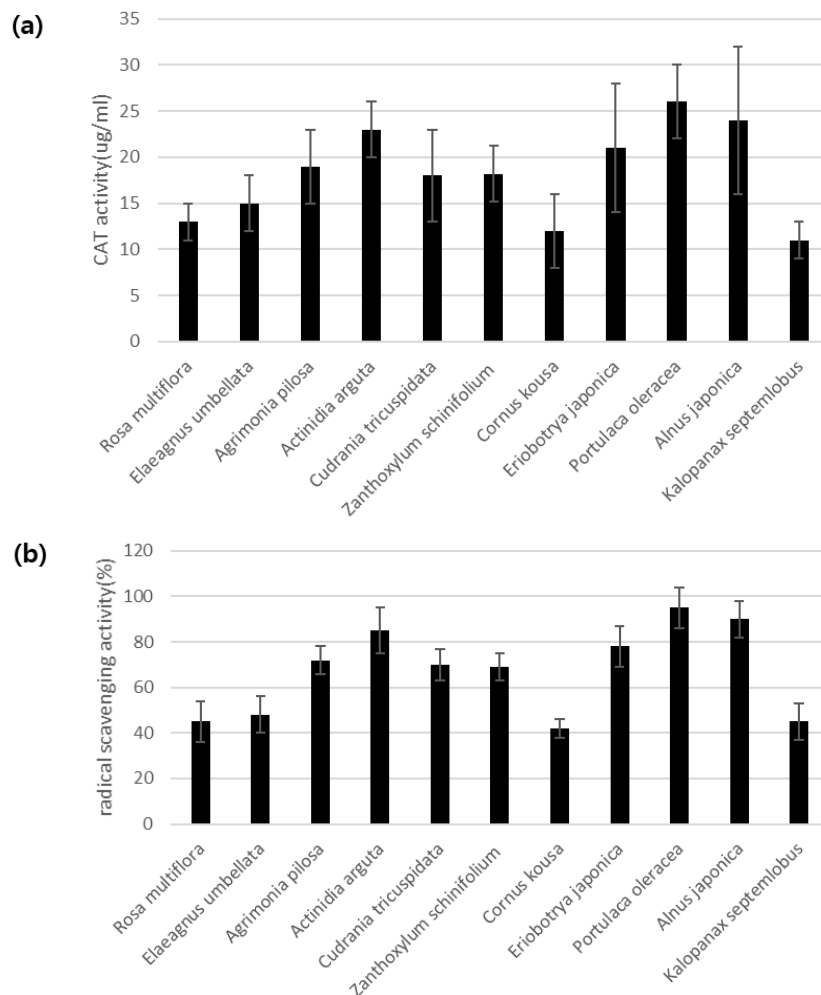 (a)
CAT activity(ug/ml)
35
30
25
20
15
10
5
0
Rosa multiflora
Elaeagnus umbellata
Agrimonia pilosa
Actinidia arguta
Cudrania tricuspidata
Zanthoxylum schinifolium
Cornus kousa
Eriobotrya japonica
Portulaca oleracea
Alnus japonica
Kalopanax septemlobus
(b)
radical scavenging activity(%)
120
100
80
60
40
20
0
Rosa multiflora
Elaeagnus umbellata
Agrimonia pilosa
Actinidia arguta
Cudrania tricuspidata
Zanthoxylum schinifolium
Cornus kousa
Eriobotrya japonica
Portulaca oleracea
Alnus japonica
Kalopanax septemlobus